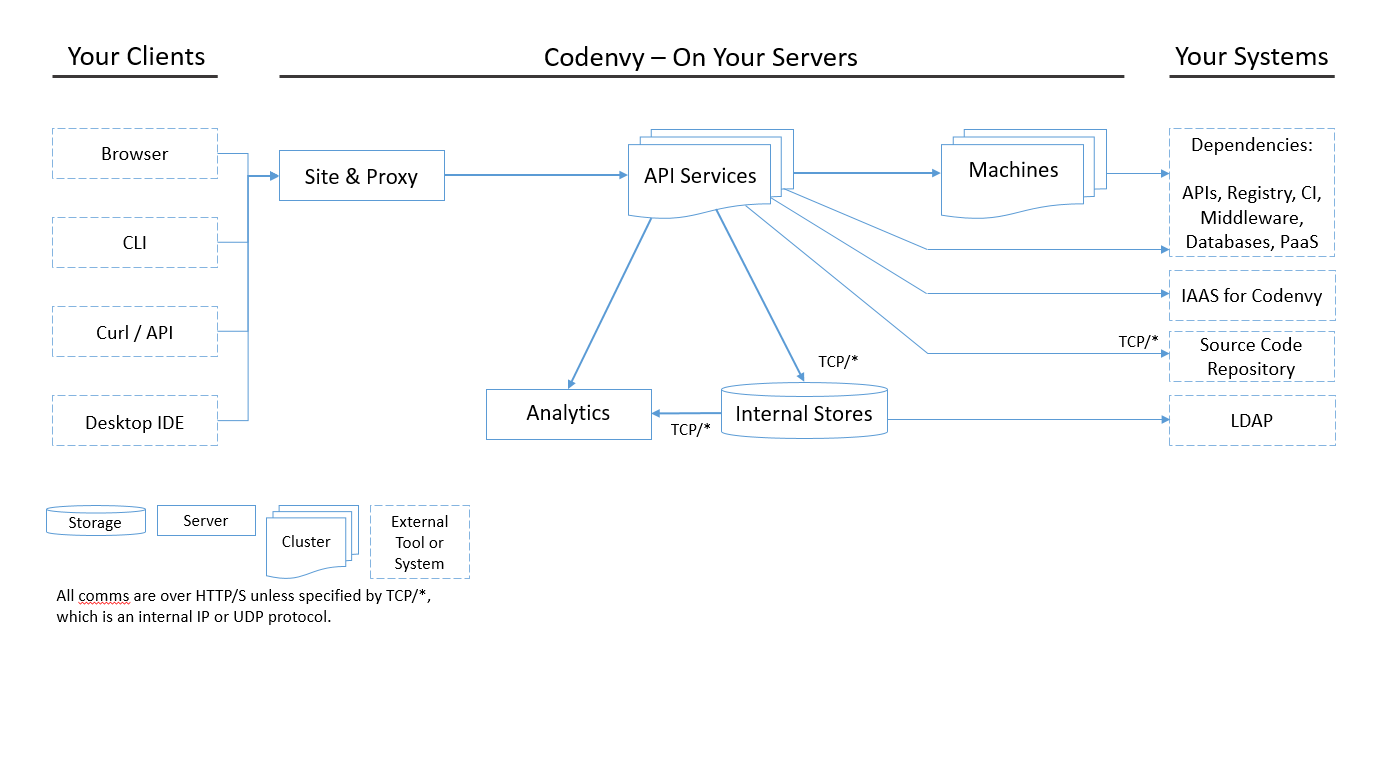 Your Clients
Codenvy – On Your Servers
Your Systems
Browser
CLI
Curl / API
Desktop IDE
Site & Proxy
API Services
Machines
Analytics
Internal Stores
TCP/*
TCP/*
TCP/*
Dependencies:
APIs, Registry, CI,
Middleware,
Databases, PaaS
IAAS for Codenvy
Source Code
Repository
LDAP
Storage
Server
Cluster
External
Tool or
System
All comms are over HTTP/S unless specified by TCP/*,
which is an internal IP or UDP protocol.